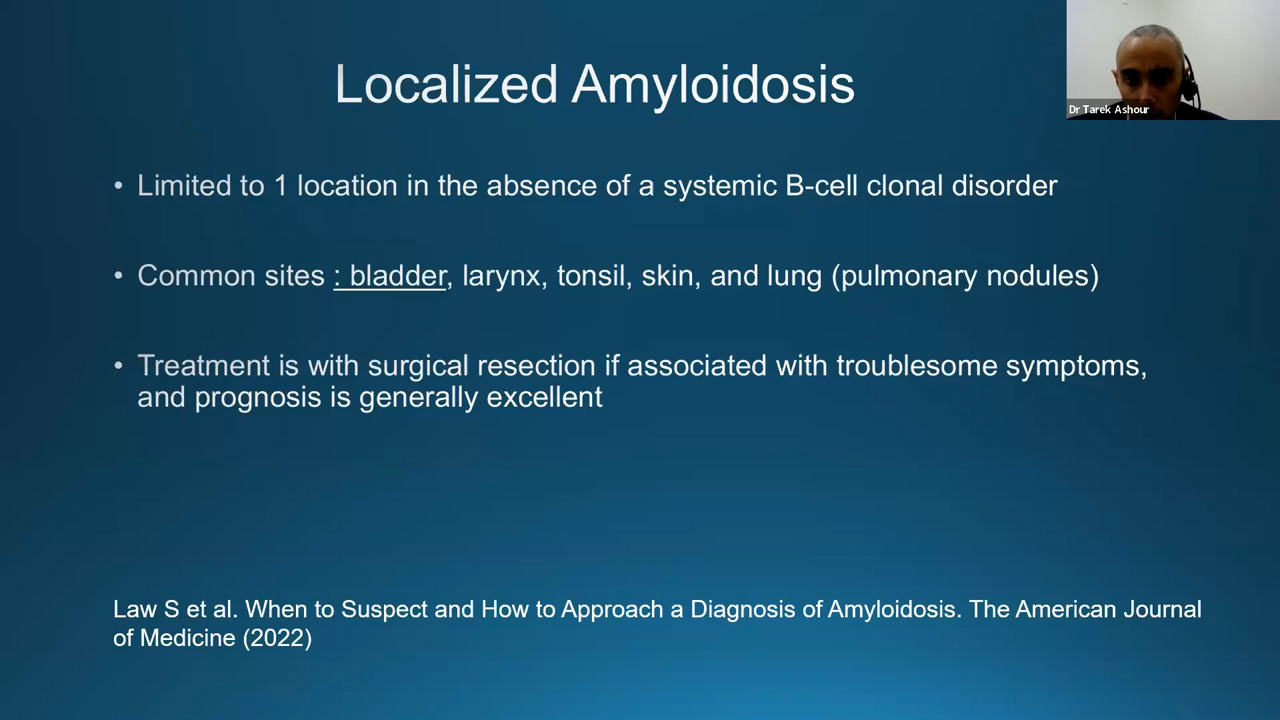 Localized Amyloidosis
Dr Tarek Ashour
• Limited to 1 location in the absence of a systemic B-cell clonal disorder
• Common sites : bladder, larynx, tonsil, skin, and lung (pulmonary nodules)
• Treatment is with surgical resection if associated with troublesome symptoms,
and prognosis is generally excellent
Law S et al. When to Suspect and How to Approach a Diagnosis of Amyloidosis. The American Journal
of Medicine (2022)